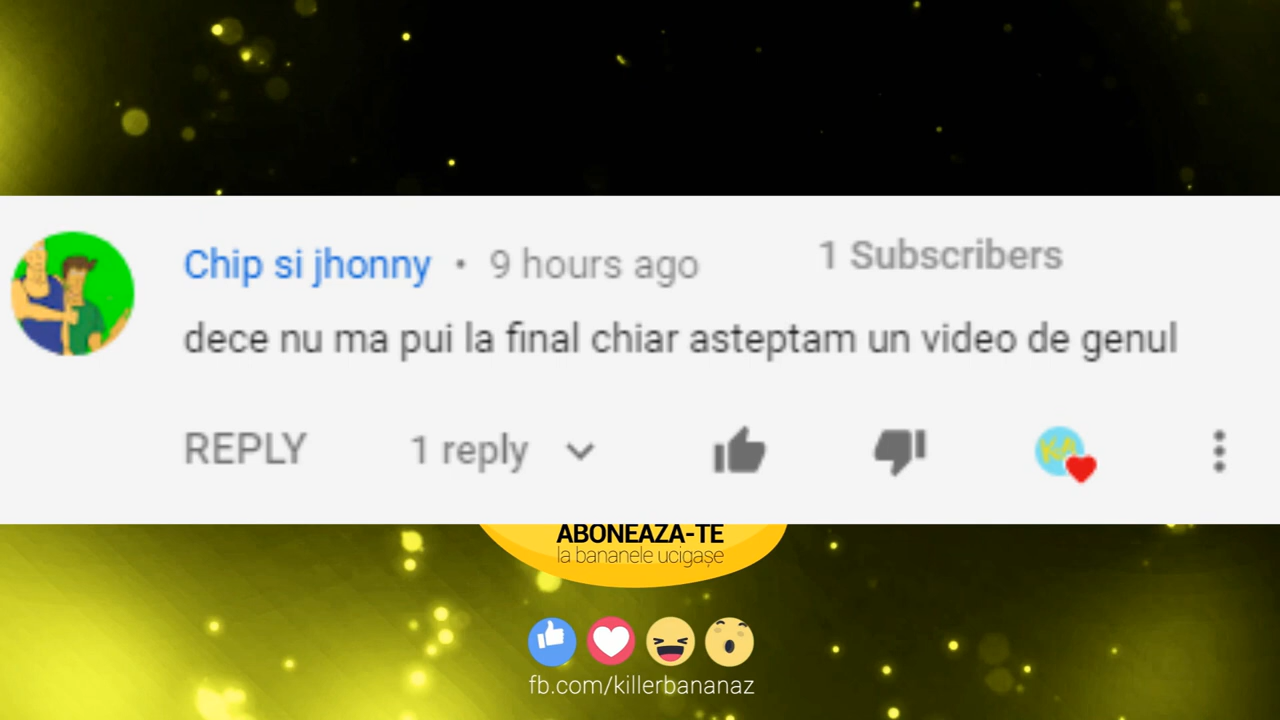 Chip si jhonny • 9 hours ago 1 Subscribers
dece nu ma pui la final chiar asteptam un video de genul
REPLY 1 reply
KA
ABONEAZA-TE
la bananele ucigașe
fb.com/killerbananaz